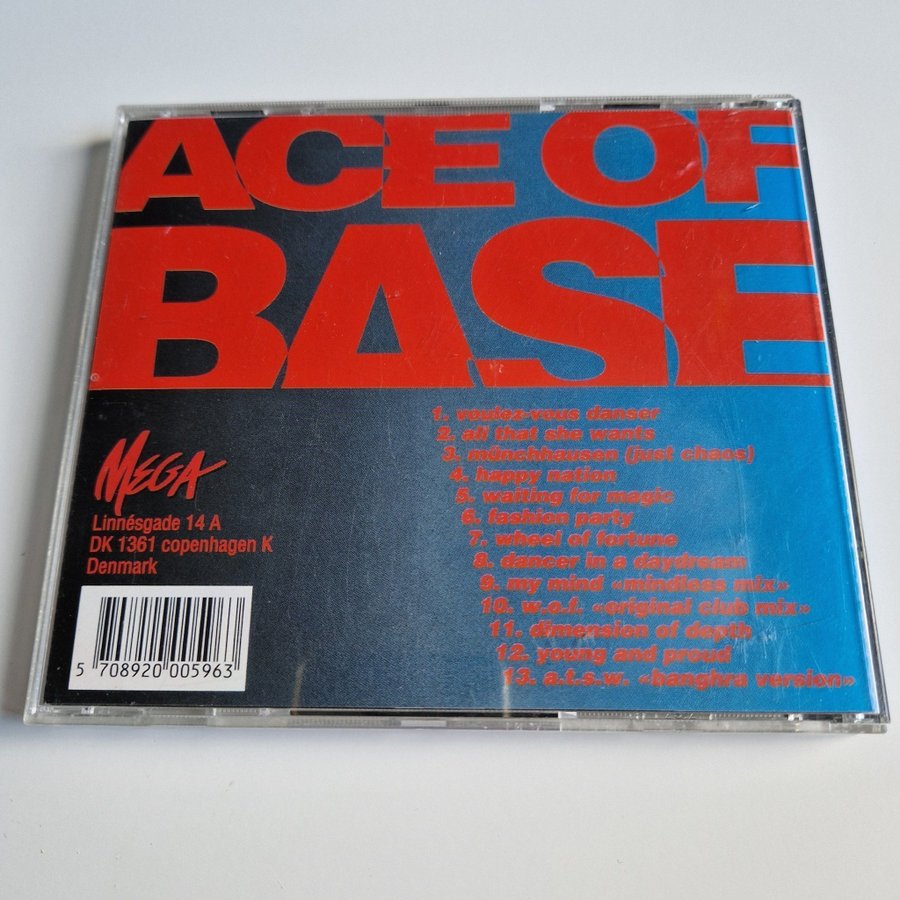 ACE OF
BASE
1. voulez-vous danser
2. all that she wants
3. münchhausen (just chaos)
4. happy nation
5. waiting for magic
6. fashion party
7. wheel of fortune
8. dancer in a daydream
9. my mind «mindless mix»
10. w.o.f. «original club mix»
11. dimension of depth
12. young and proud
13. a.t.s.w. «banghra version»
MEGA
Linnésgade 14 A
DK 1361 copenhagen K
Denmark
5 708920 005963